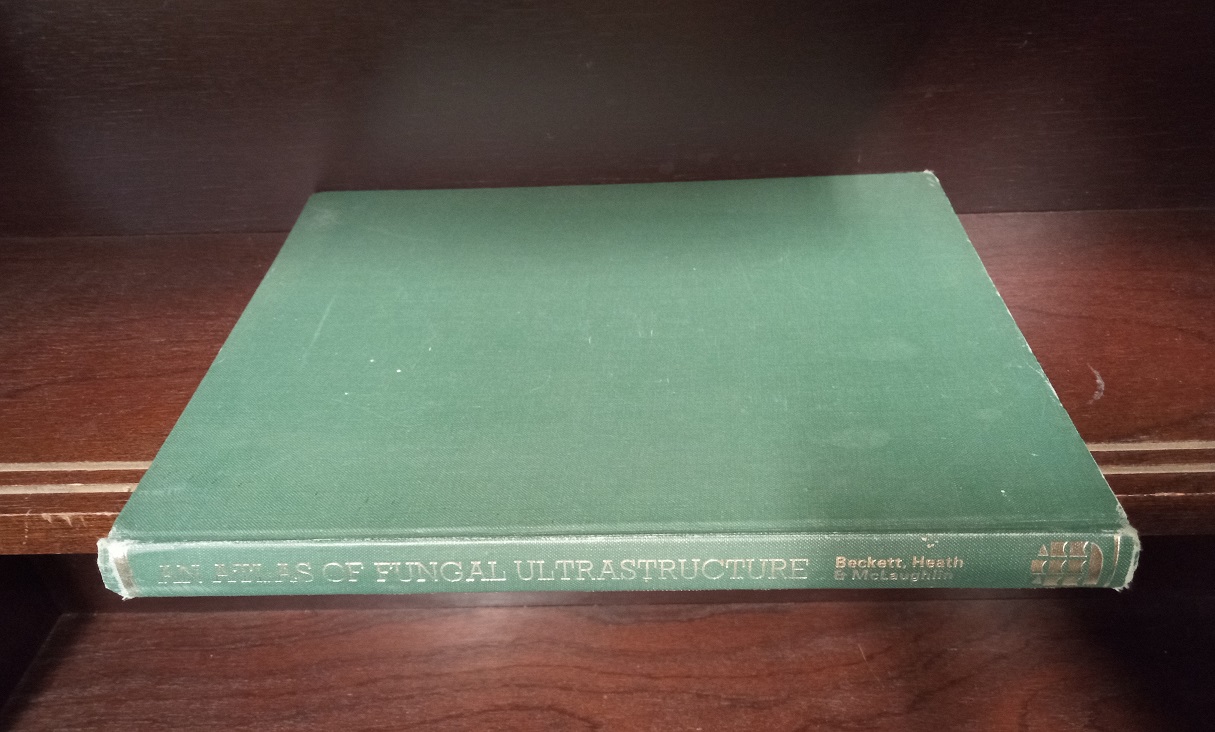 AN ATLAS OF FUNGAL ULTRASTRUCTURE
Beckett, Heath
& McLaughlin